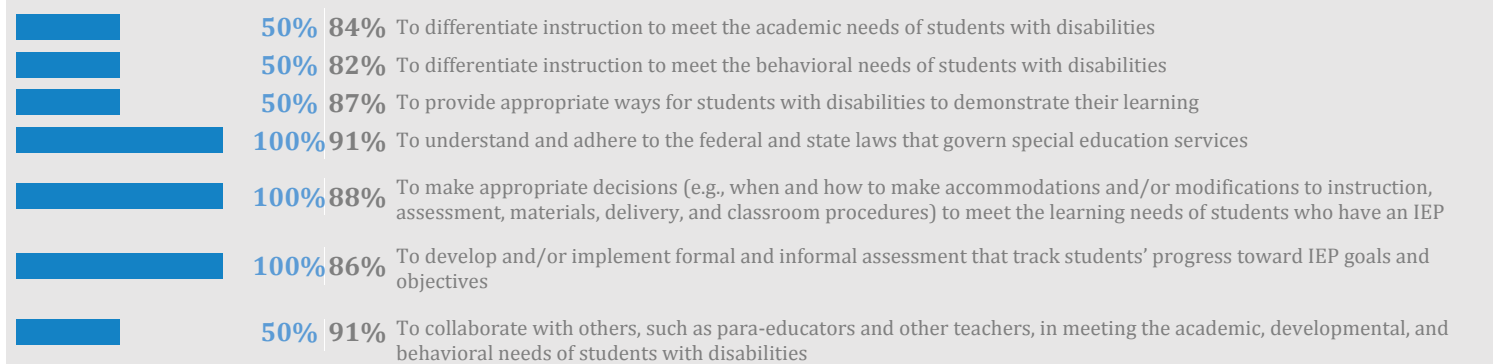 50% 84% To differentiate instruction to meet the academic needs of students with disabilities
50% 82% To differentiate instruction to meet the behavioral needs of students with disabilities
50% 87% To provide appropriate ways for students with disabilities to demonstrate their learning
100% 91% To understand and adhere to the federal and state laws that govern special education services
100% 88% To make appropriate decisions (e.g., when and how to make accommodations and/or modifications to instruction,
assessment, materials, delivery, and classroom procedures) to meet the learning needs of students who have an IEP
100% 86% To develop and/or implement formal and informal assessment that track students’ progress toward IEP goals and
objectives
50% 91% To collaborate with others, such as para-educators and other teachers, in meeting the academic, developmental, and
behavioral needs of students with disabilities